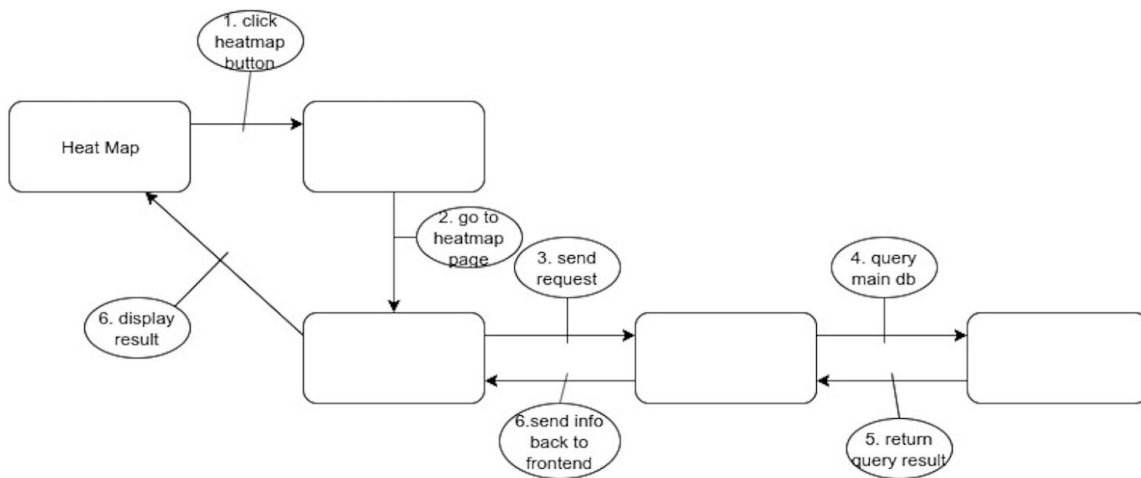 1. click
heatmap
button
Heat Map
2. go to
heatmap
page
3. send
request
4. query
main db
6. display
result
6.send info
back to
frontend
5. return
query result